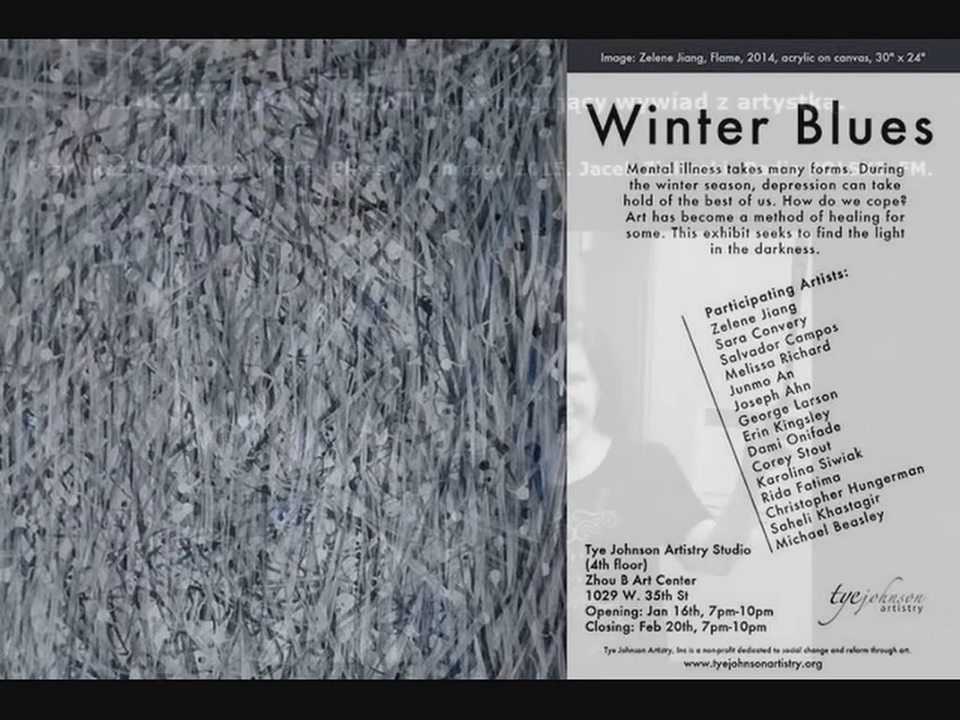 Image: Zelene Jiang, Flame, 2014, acrylic on canvas, 30" x 24"
jący wywiad z artystką.
Winter Blues
2015, Jacek
FM.
Mental illness takes many forms. During
the winter season, depression can take
hold of the best of us. How do we cope?
Art has become a method of healing for
some. This exhibit seeks to find the light
in the darkness.
Participating Artists:
Zelene Jiang
Sara Convery
Salvador Campos
Melissa Richard
Junmo An
Joseph Ahn
George Larson
Erin Kingsley
Dami Onifade
Corey Stout
Karolina Siwiak
Rida Fatima
Christopher Hungerman
Saheli Khastagir
Michael Beasley
Tye Johnson Artistry Studio
(4th floor)
Zhou B Art Center
1029 W. 35th St
Opening: Jan 16th, 7pm-10pm
Closing: Feb 20th, 7pm-10pm
tyejohnson
artistry
Tye Johnson Artistry, Inc is a non-profit dedicated to social change and reform through art.
www.tyejohnsonartistry.org